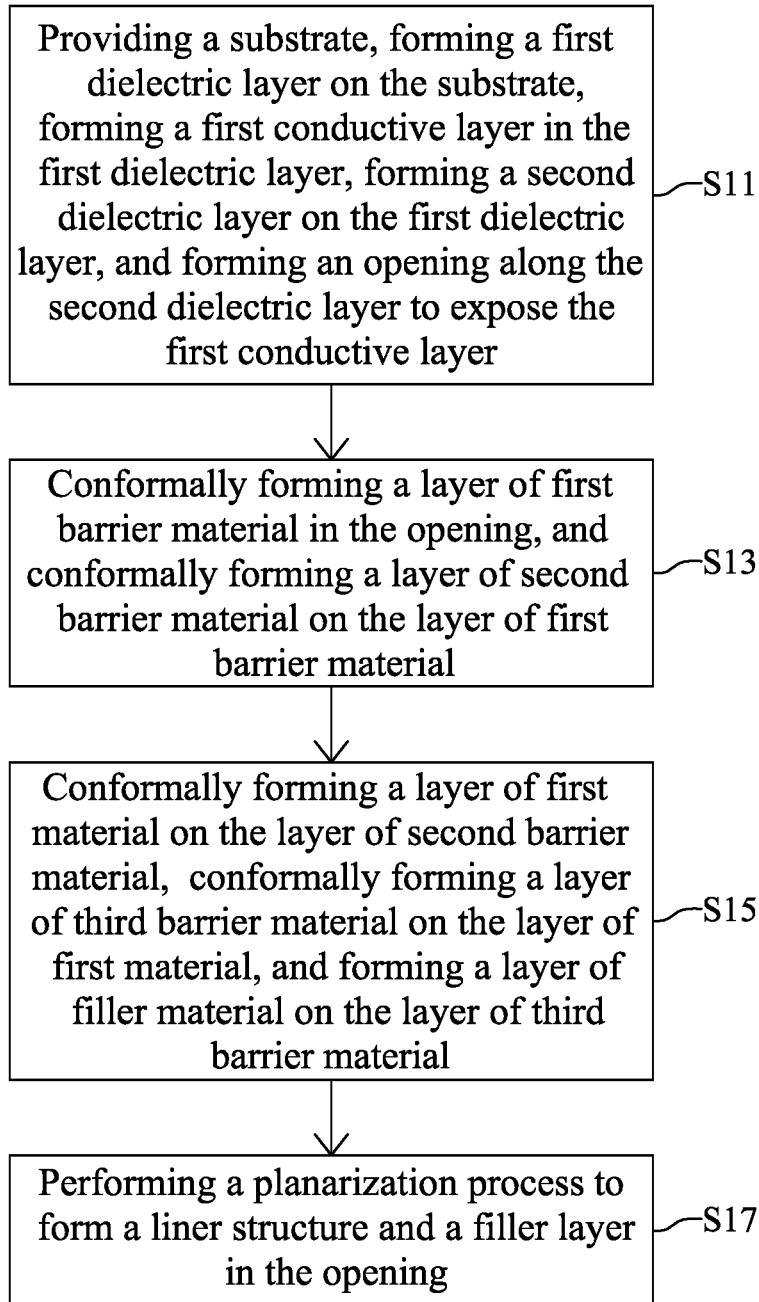 Providing a substrate, forming a first
dielectric layer on the substrate,
forming a first conductive layer in the
first dielectric layer, forming a second
dielectric layer on the first dielectric
layer, and forming an opening along the
second dielectric layer to expose the
first conductive layer
S11
Conformally forming a layer of first
barrier material in the opening, and
conformally forming a layer of second
barrier material on the layer of first
barrier material
S13
Conformally forming a layer of first
material on the layer of second barrier
material, conformally forming a layer
of third barrier material on the layer of
first material, and forming a layer of
filler material on the layer of third
barrier material
S15
Performing a planarization process to
form a liner structure and a filler layer
in the opening
S17